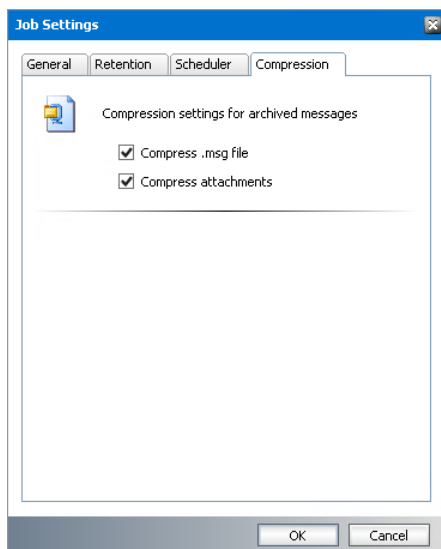 Job Settings
General Retention Scheduler Compression
Compression settings for archived messages
Compress .msg file
Compress attachments
OK Cancel